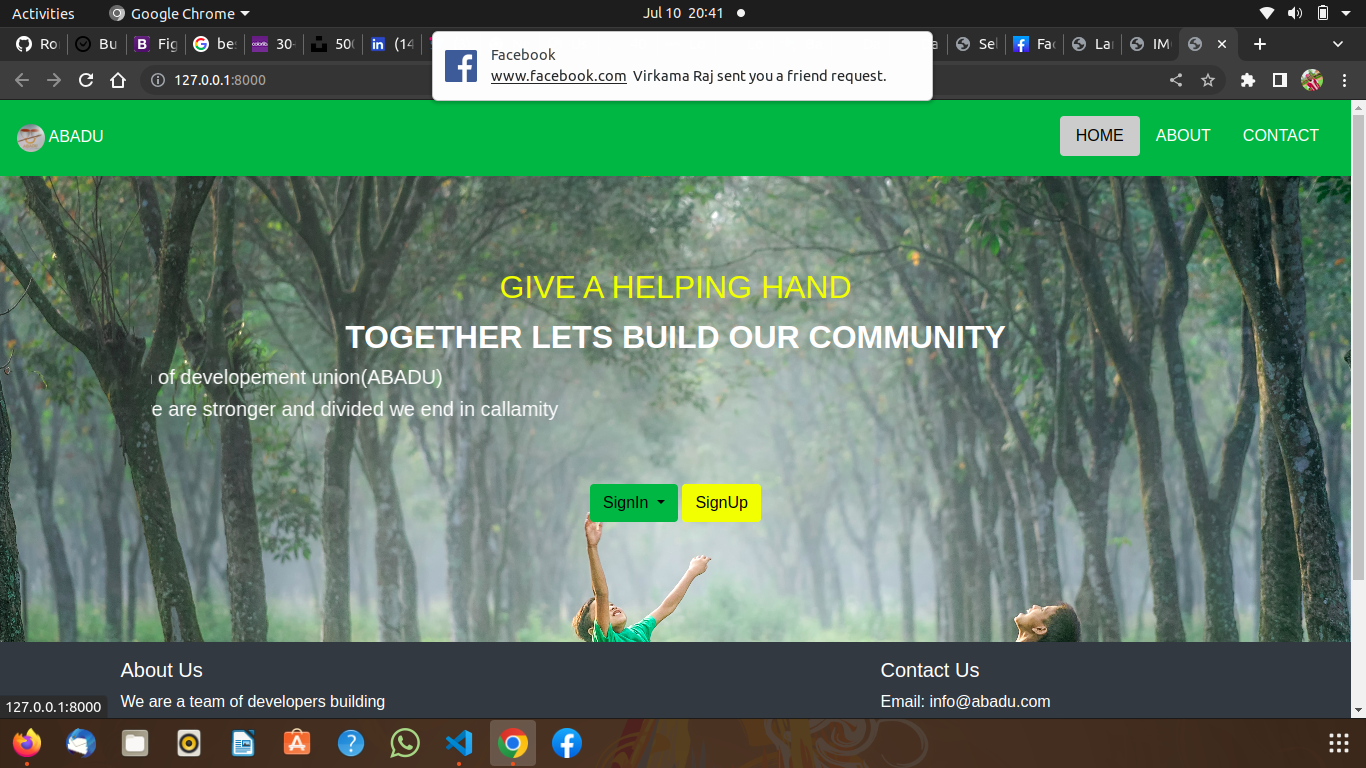 Activities
Google Chrome
Jul 10 20:41
Ro
Bu
Fig
be
30-
500
(14
Sel
Fac
Lar
IM
127.0.0.1:8000
Facebook
www.facebook.com Virkama Raj sent you a friend request.
ABADU
HOME
ABOUT
CONTACT
GIVE A HELPING HAND
TOGETHER LETS BUILD OUR COMMUNITY
of developement union(ABADU)
e are stronger and divided we end in callamity
SignIn
SignUp
About Us
We are a team of developers building
Contact Us
Email: info@abadu.com
127.0.0.1:8000